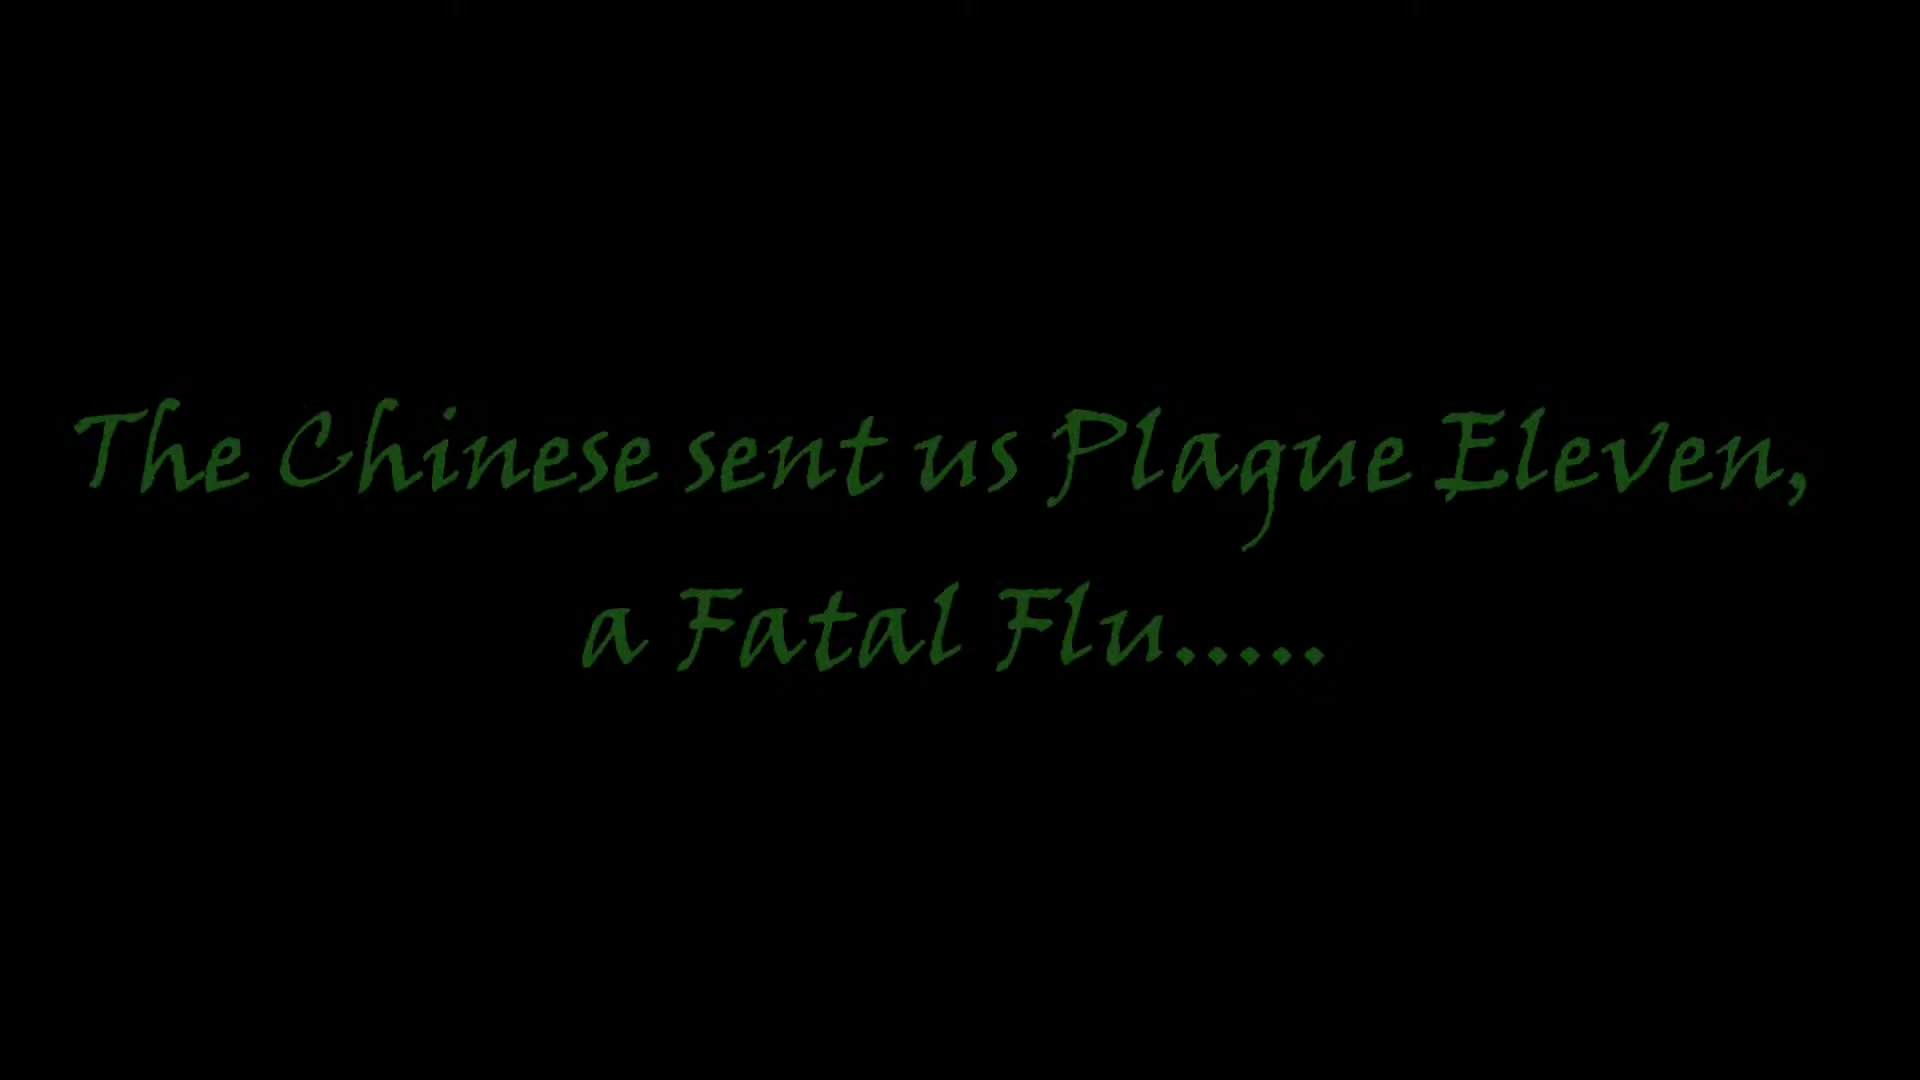 The Chinese sent us Plague Eleven,
a Fatal Flu.....